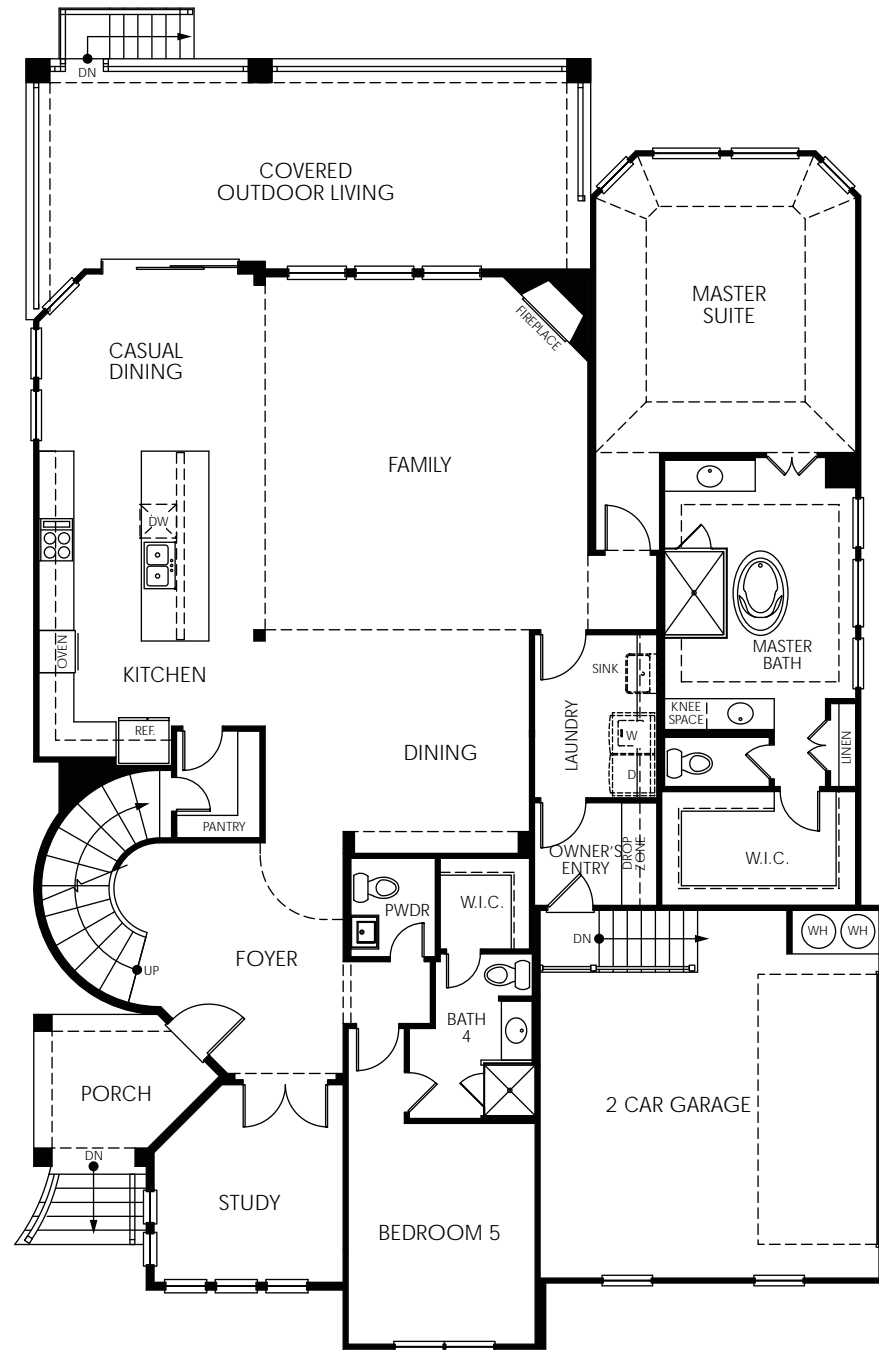 DN
COVERED
OUTDOOR LIVING
MASTER
SUITE
FIREPLACE
CASUAL
DINING
FAMILY
DW
OVEN
KITCHEN
SINK
MASTER
BATH
KNEE
SPACE
REF.
LAUNDRY
W
D
DINING
LINEN
PANTRY
OWNER'S
ENTRY
DROP
ZONE
W.I.C.
PWDR
W.I.C.
WH
WH
DN
FOYER
UP
BATH
4
PORCH
2 CAR GARAGE
DN
STUDY
BEDROOM 5